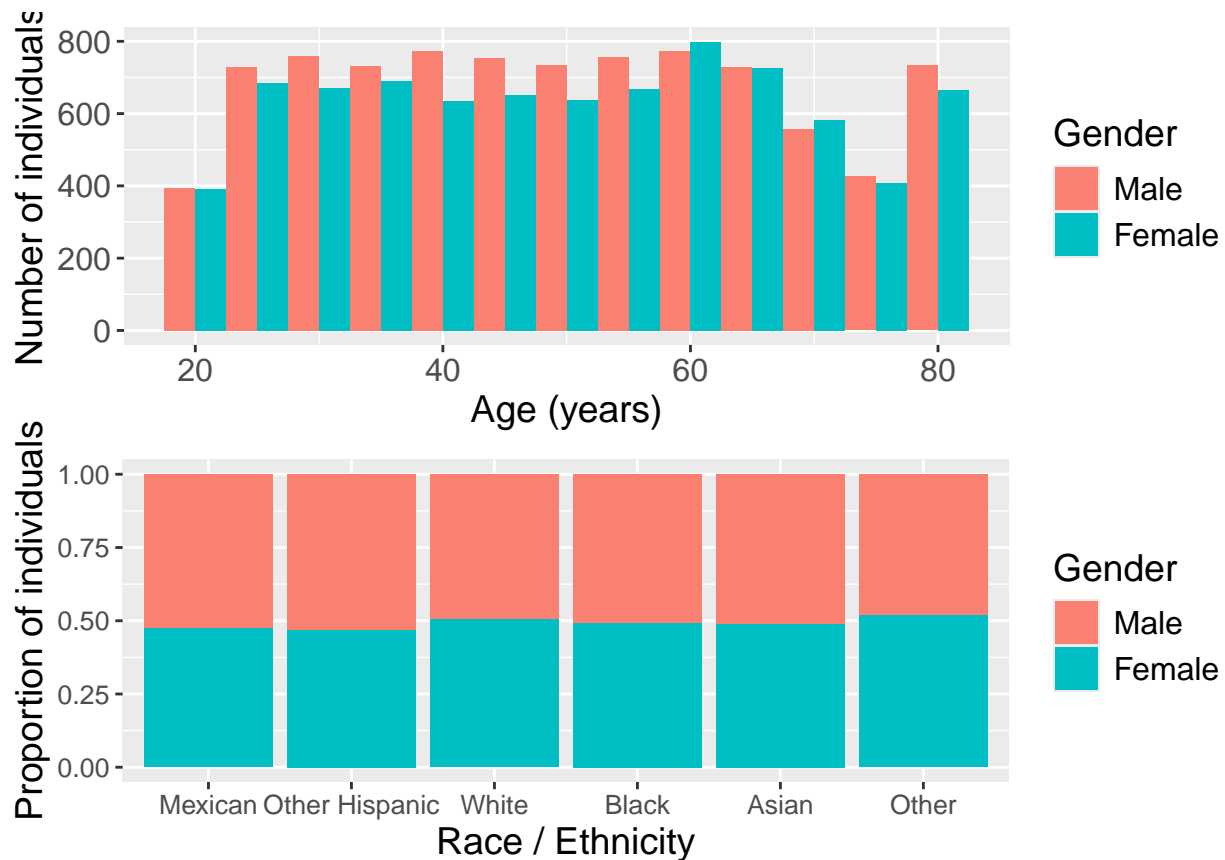 Number of individuals
800
600
400
200
0
20 40 60 80
Age (years)
Gender
Male
Female
Proportion of individuals
1.00
0.75
0.50
0.25
0.00
Mexican Other Hispanic White Black Asian Other
Race / Ethnicity
Gender
Male
Female